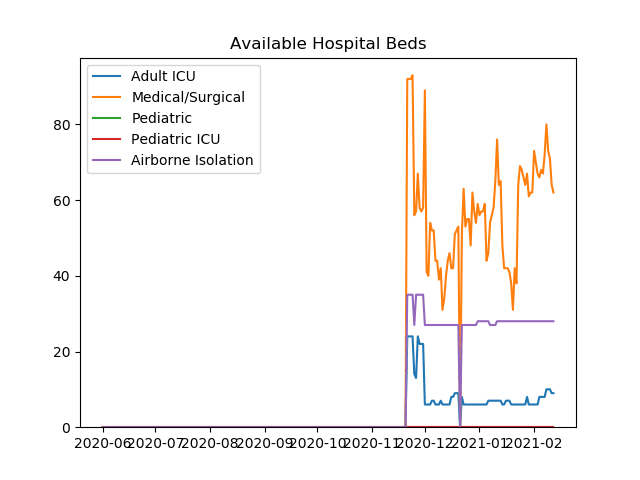 Available Hospital Beds
Adult ICU
Medical/Surgical
Pediatric
Pediatric ICU
Airborne Isolation
80
60
40
20
0
2020-06 2020-07 2020-08 2020-09 2020-10 2020-11 2020-12 2021-01 2021-02